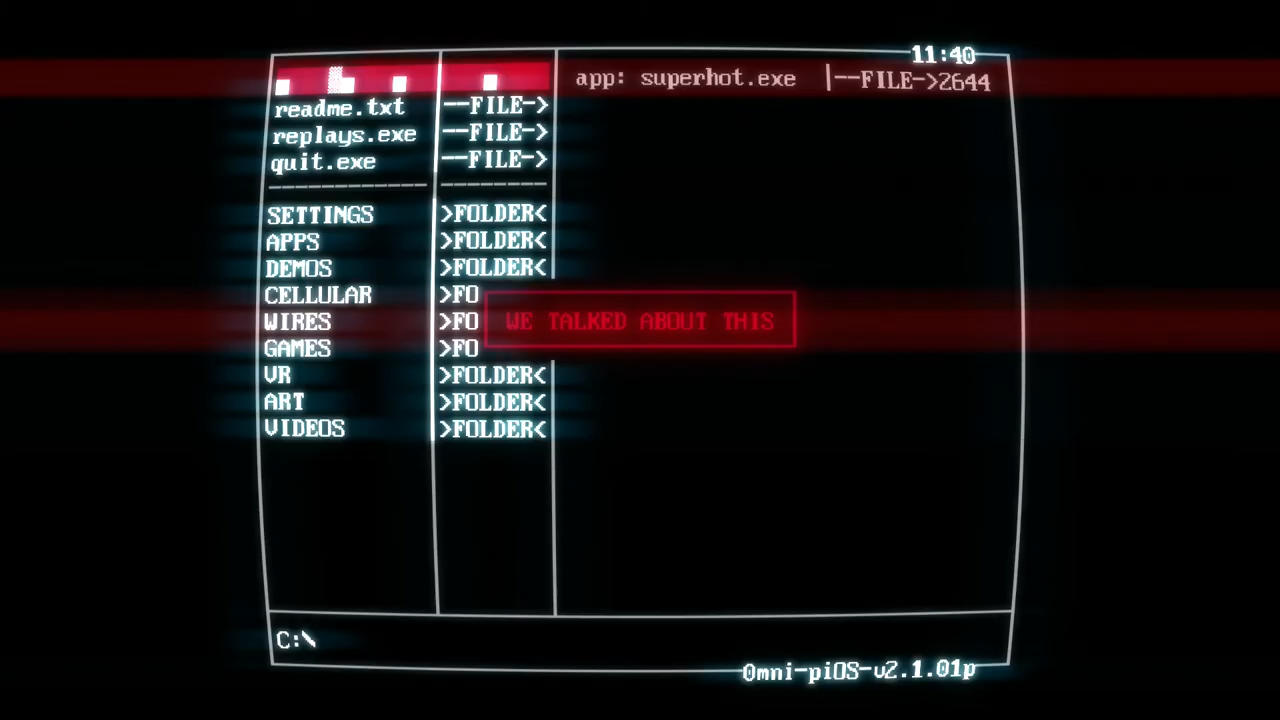 11:40
app: superhot.exe |--FILE->2644
readme.txt --FILE->
replays.exe --FILE->
quit.exe --FILE->
SETTINGS >FOLDER<
APPS >FOLDER<
DEMOS >FOLDER<
CELLULAR >FO
WIRES >FO WE TALKED ABOUT THIS
GAMES >FO
VR >FOLDER<
ART >FOLDER<
VIDEOS >FOLDER<
C:\
Omni-piOS-v2.1.01p